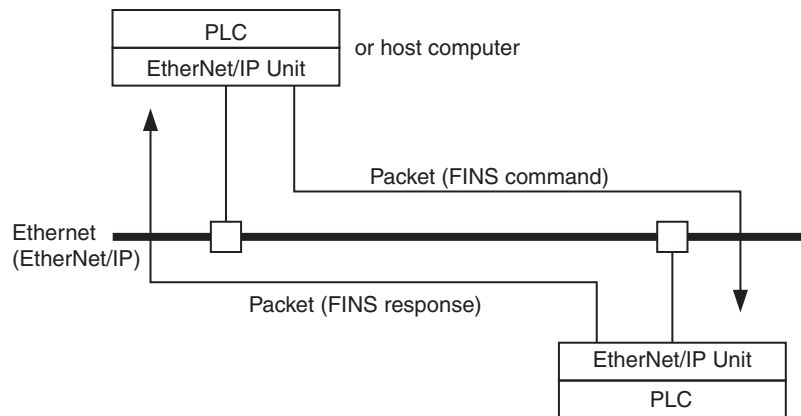 PLC
EtherNet/IP Unit
or host computer
Packet (FINS command)
Ethernet
(EtherNet/IP)
Packet (FINS response)
EtherNet/IP Unit
PLC